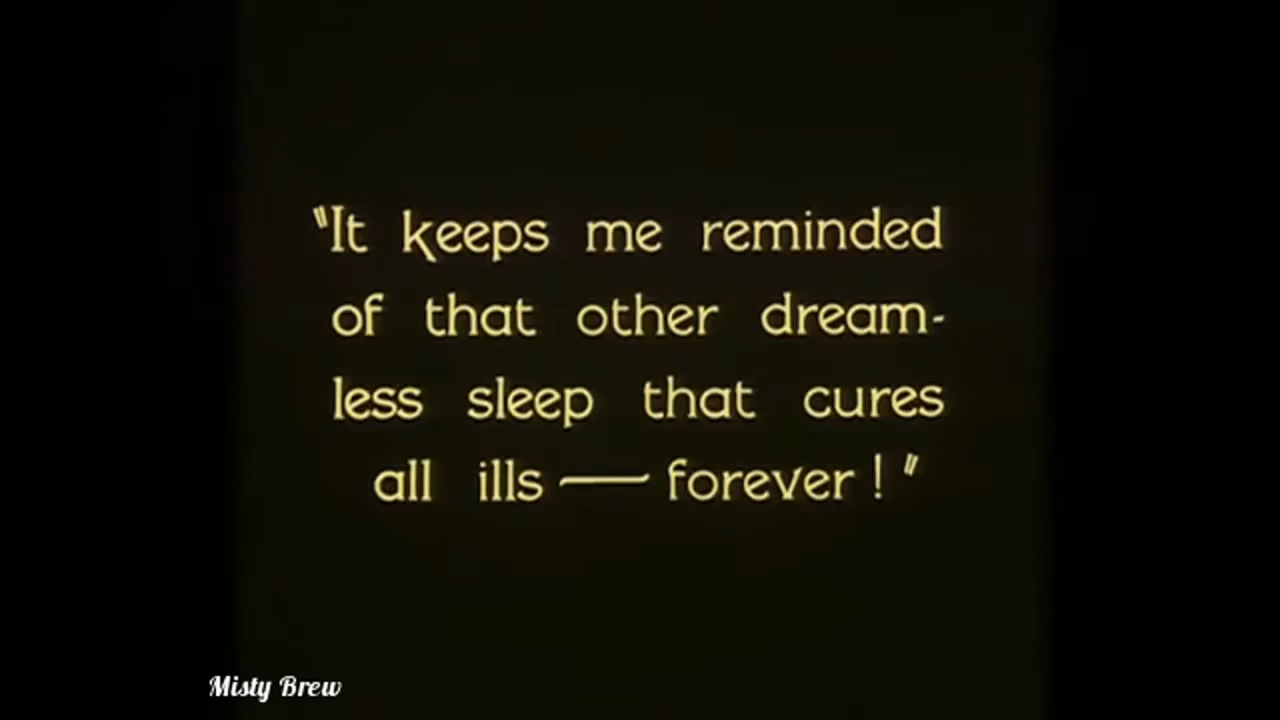 "It keeps me reminded
of that other dream-
less sleep that cures
all ills — forever!"
Misty Brew